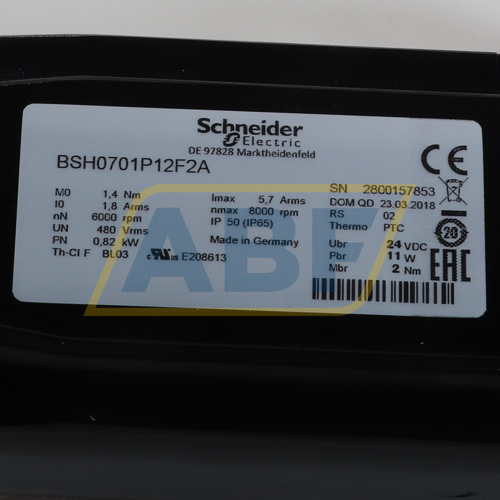 Schneider
Electric
DE 97828 Marktheidenfeld
CE
BSH0701P12F2A
SN 2800157853
M0 1,4 Nm Imax 5,7 Arms DOM QD 23.03.2018
I0 1,8 Arms nmax 8000 rpm RS 02
nN 6000 rpm IP 50 (IP65) Thermo PTC
UN 480 Vrms
PN 0,82 kW Made in Germany Ubr 24 VDC
Th-Cl F BL03 E208613 Pbr 11 W
Mbr 2 Nm
20
EAC
ABF